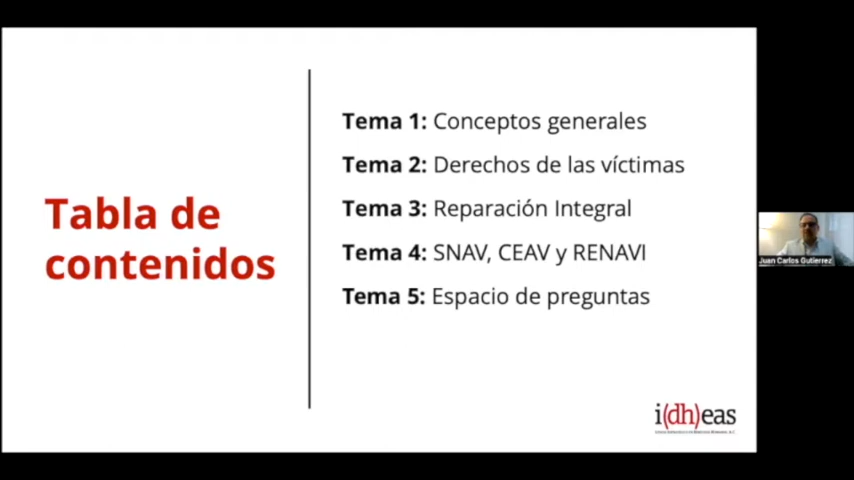 Tabla de
contenidos
Tema 1: Conceptos generales
Tema 2: Derechos de las víctimas
Tema 3: Reparación Integral
Tema 4: SNAV, CEAV y RENAVI
Tema 5: Espacio de preguntas
i(dh)eas
Juan Carlos Gutierrez